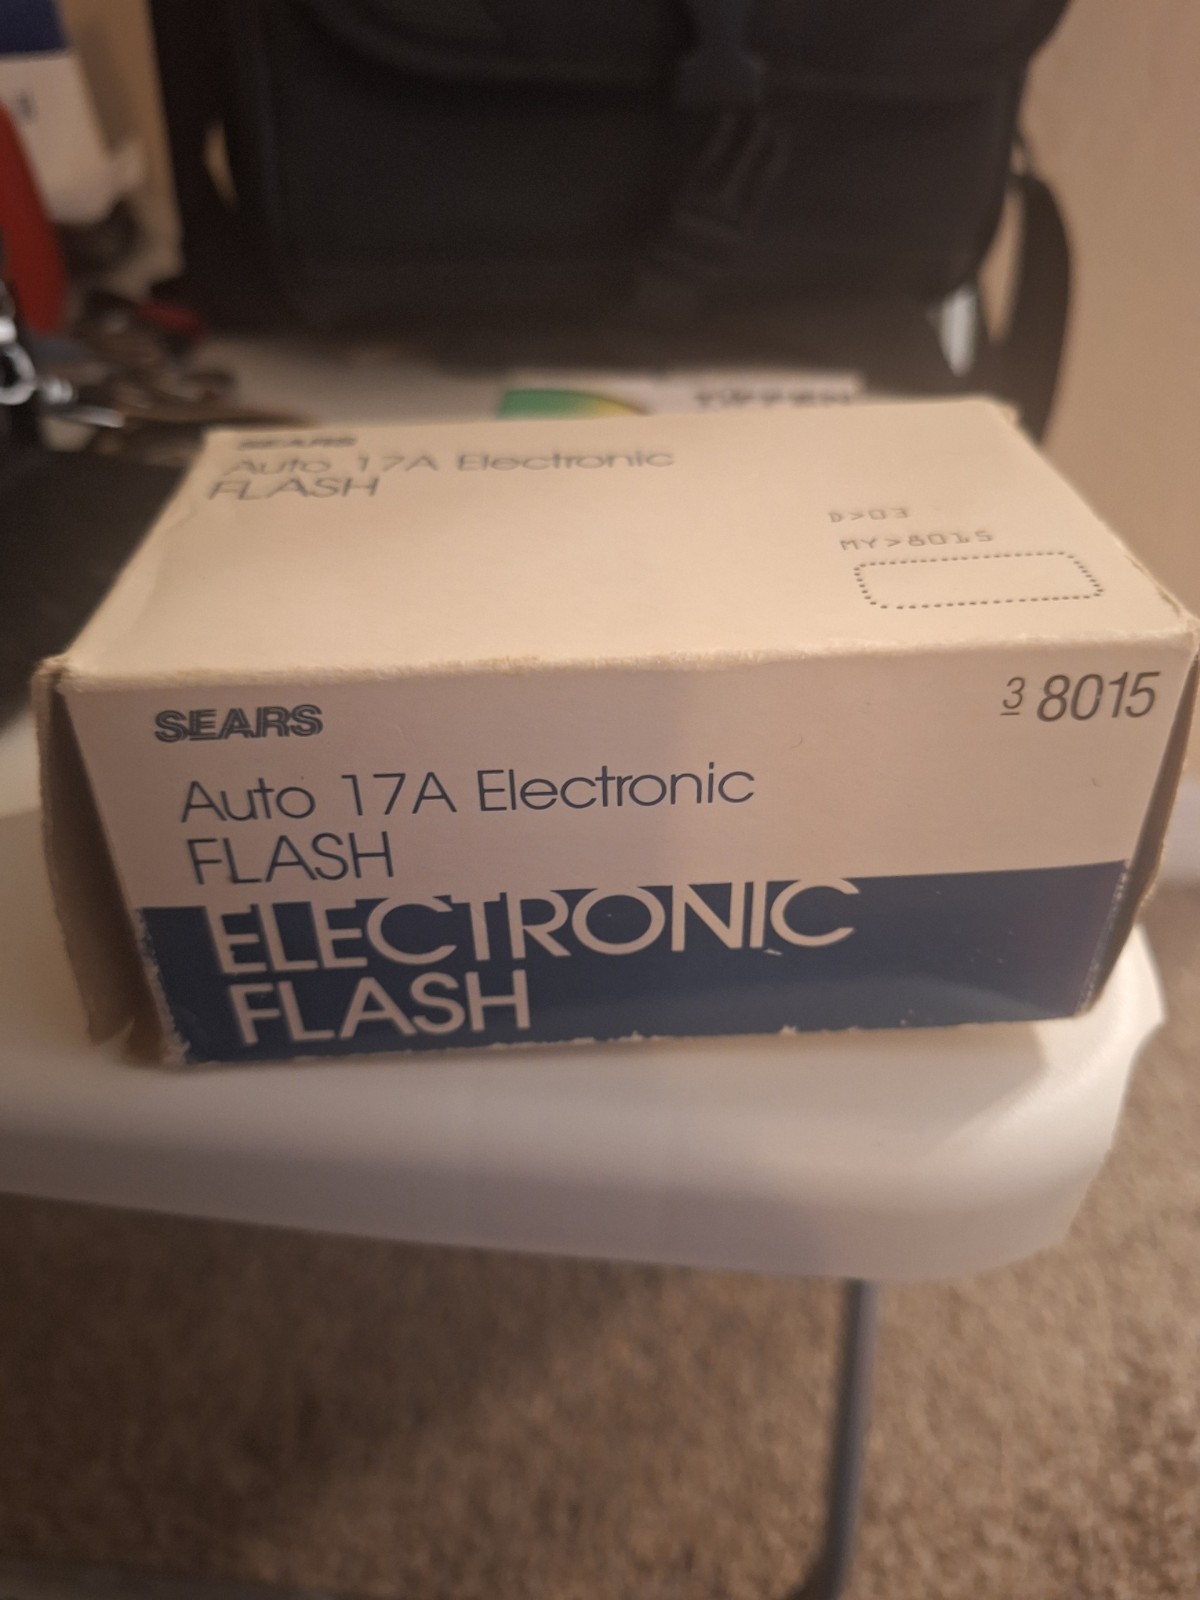 SEARS
Auto 17A Electronic
FLASH
D>03
MY>8015
SEARS
3 8015
Auto 17A Electronic
FLASH
ELECTRONIC
FLASH